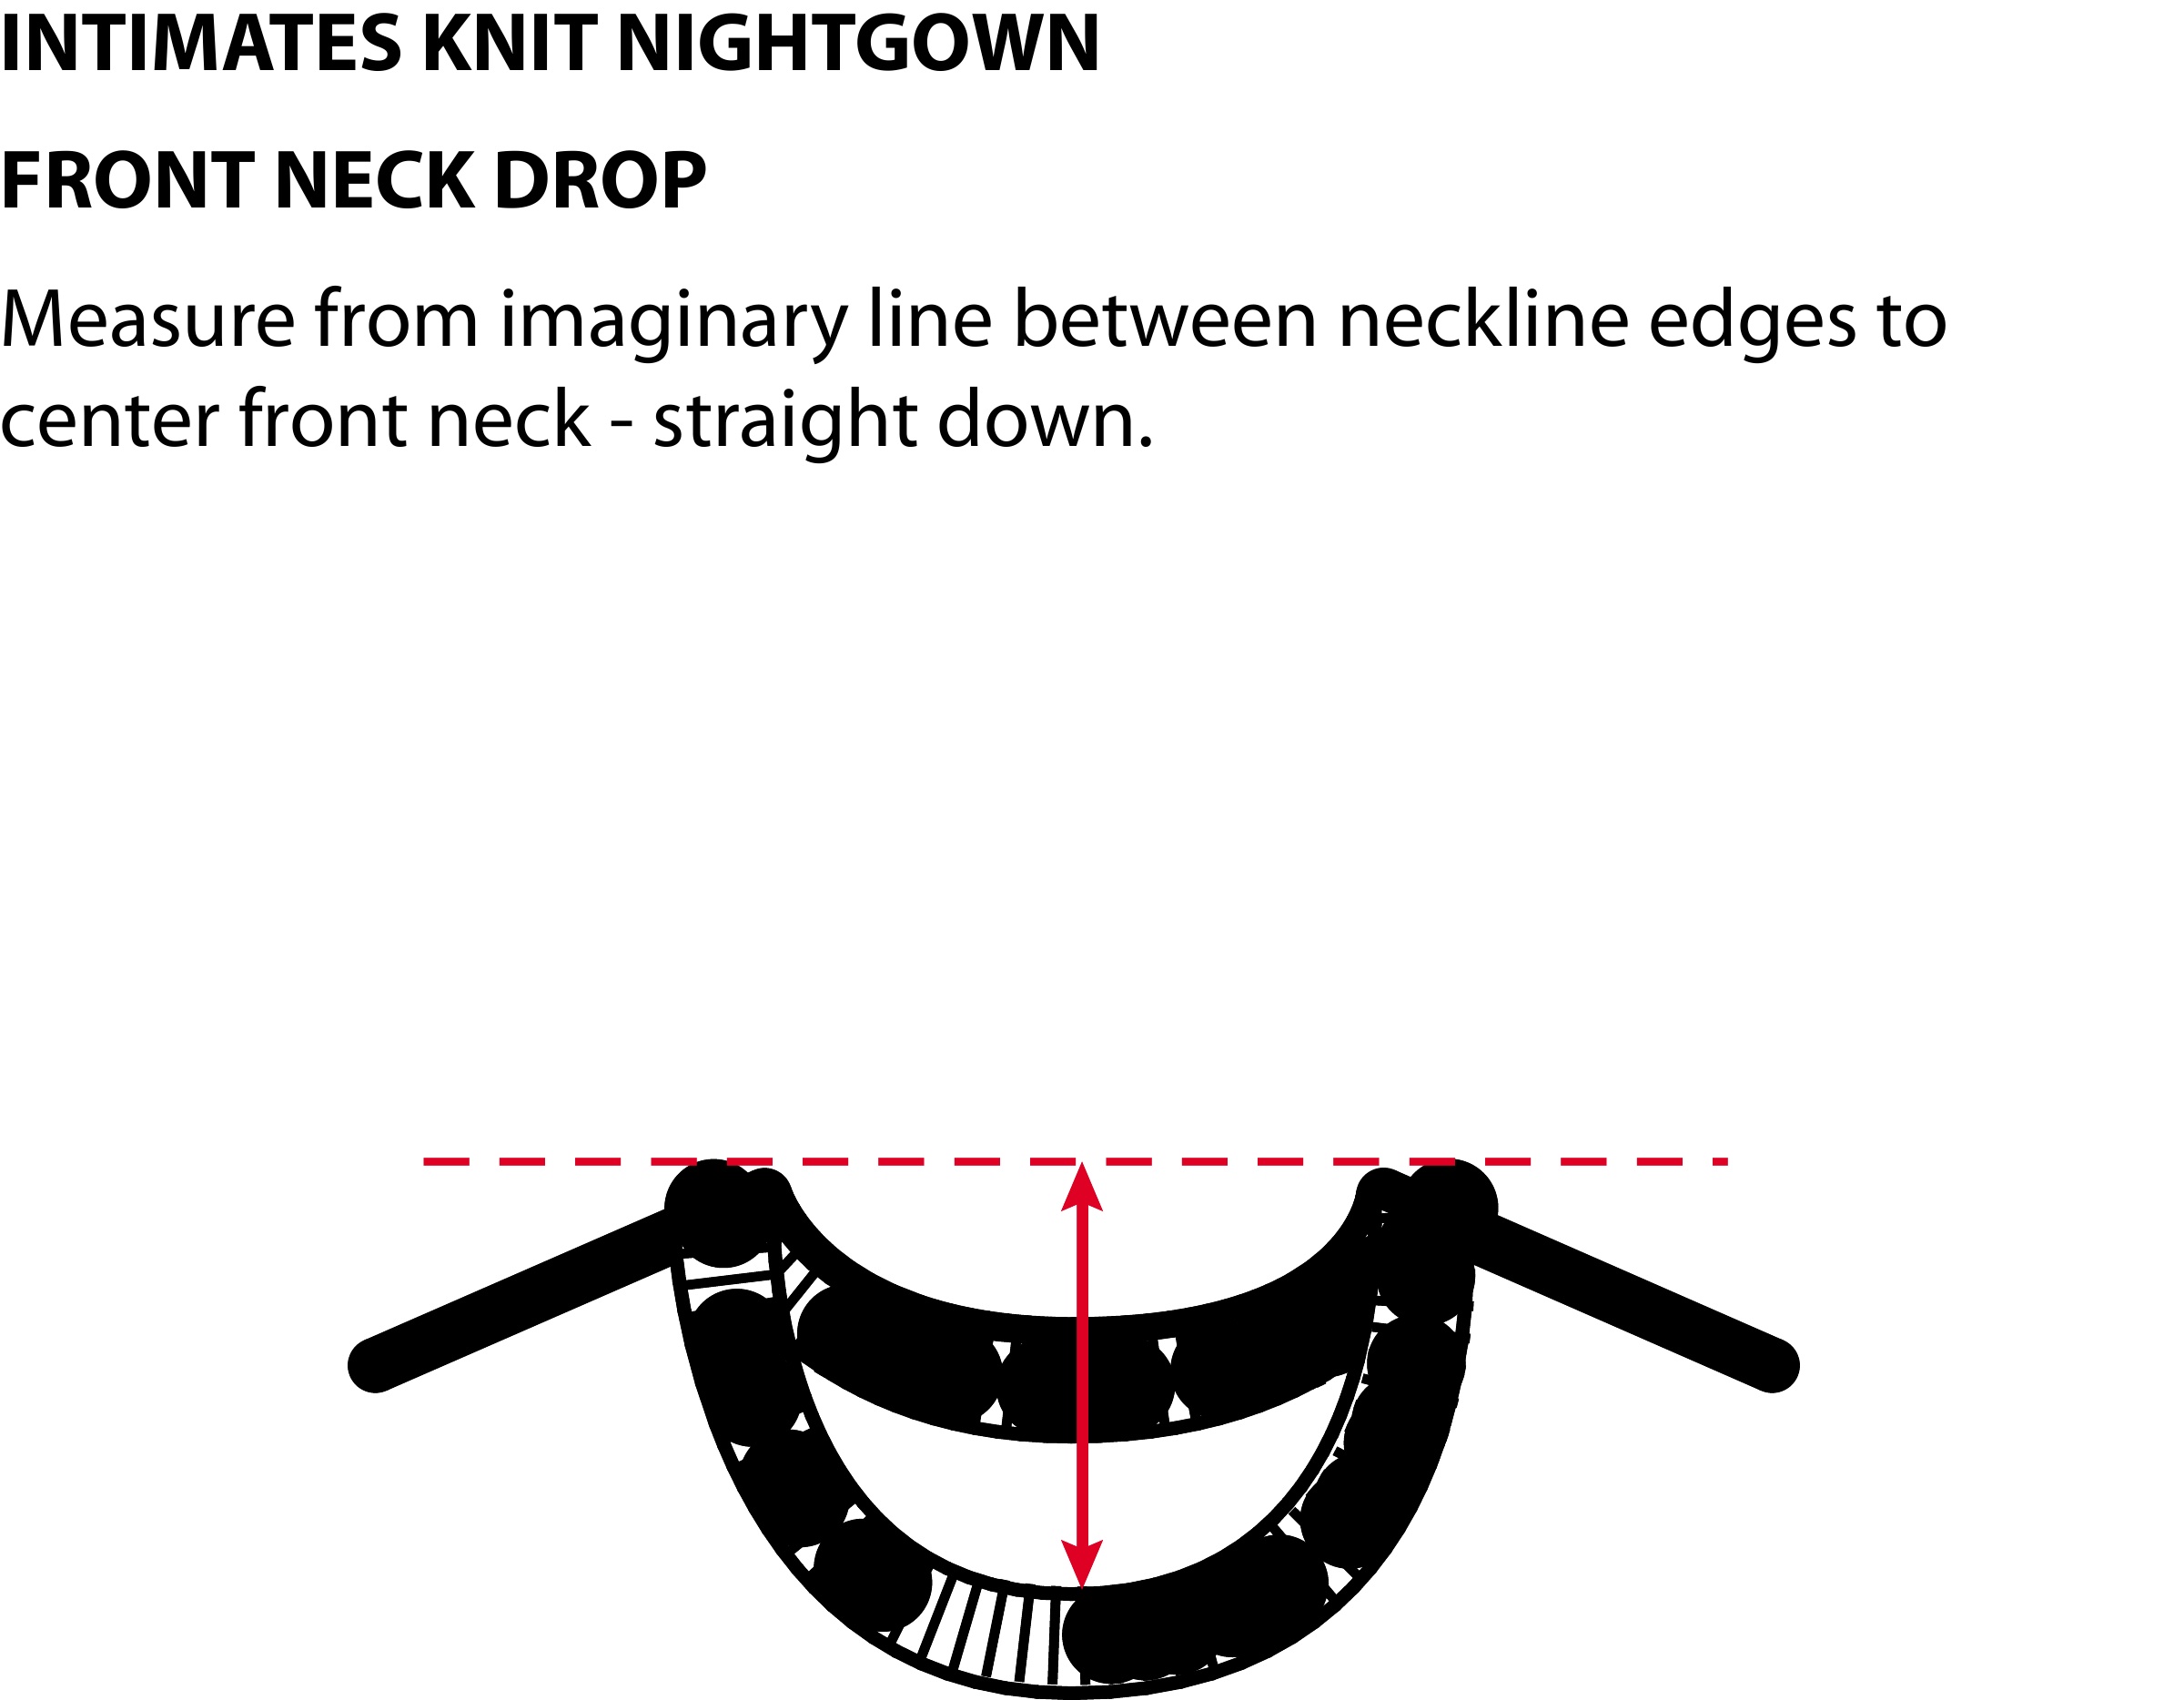 INTIMATES KNIT NIGHTGOWN
FRONT NECK DROP
Measure from imaginary line between neckline edges to
center front neck - straight down.